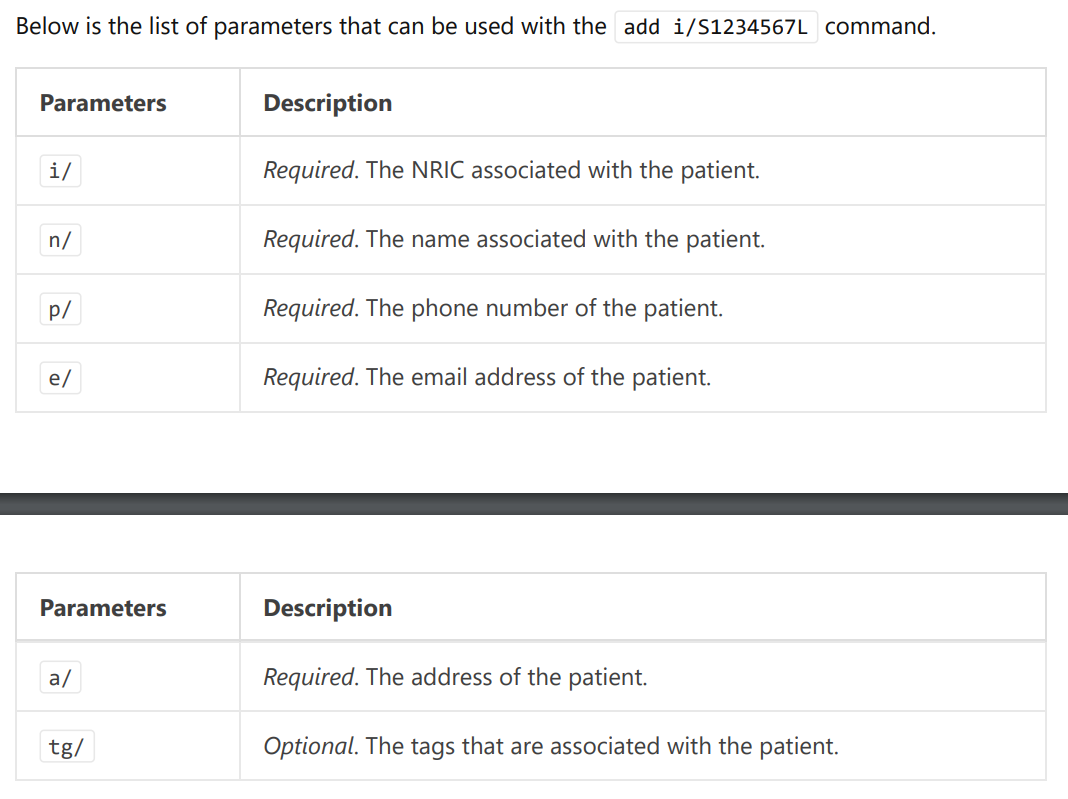 Below is the list of parameters that can be used with the add i/S1234567L command.
Parameters Description
i/ Required. The NRIC associated with the patient.
n/ Required. The name associated with the patient.
p/ Required. The phone number of the patient.
e/ Required. The email address of the patient.
Parameters Description
a/ Required. The address of the patient.
tg/ Optional. The tags that are associated with the patient.